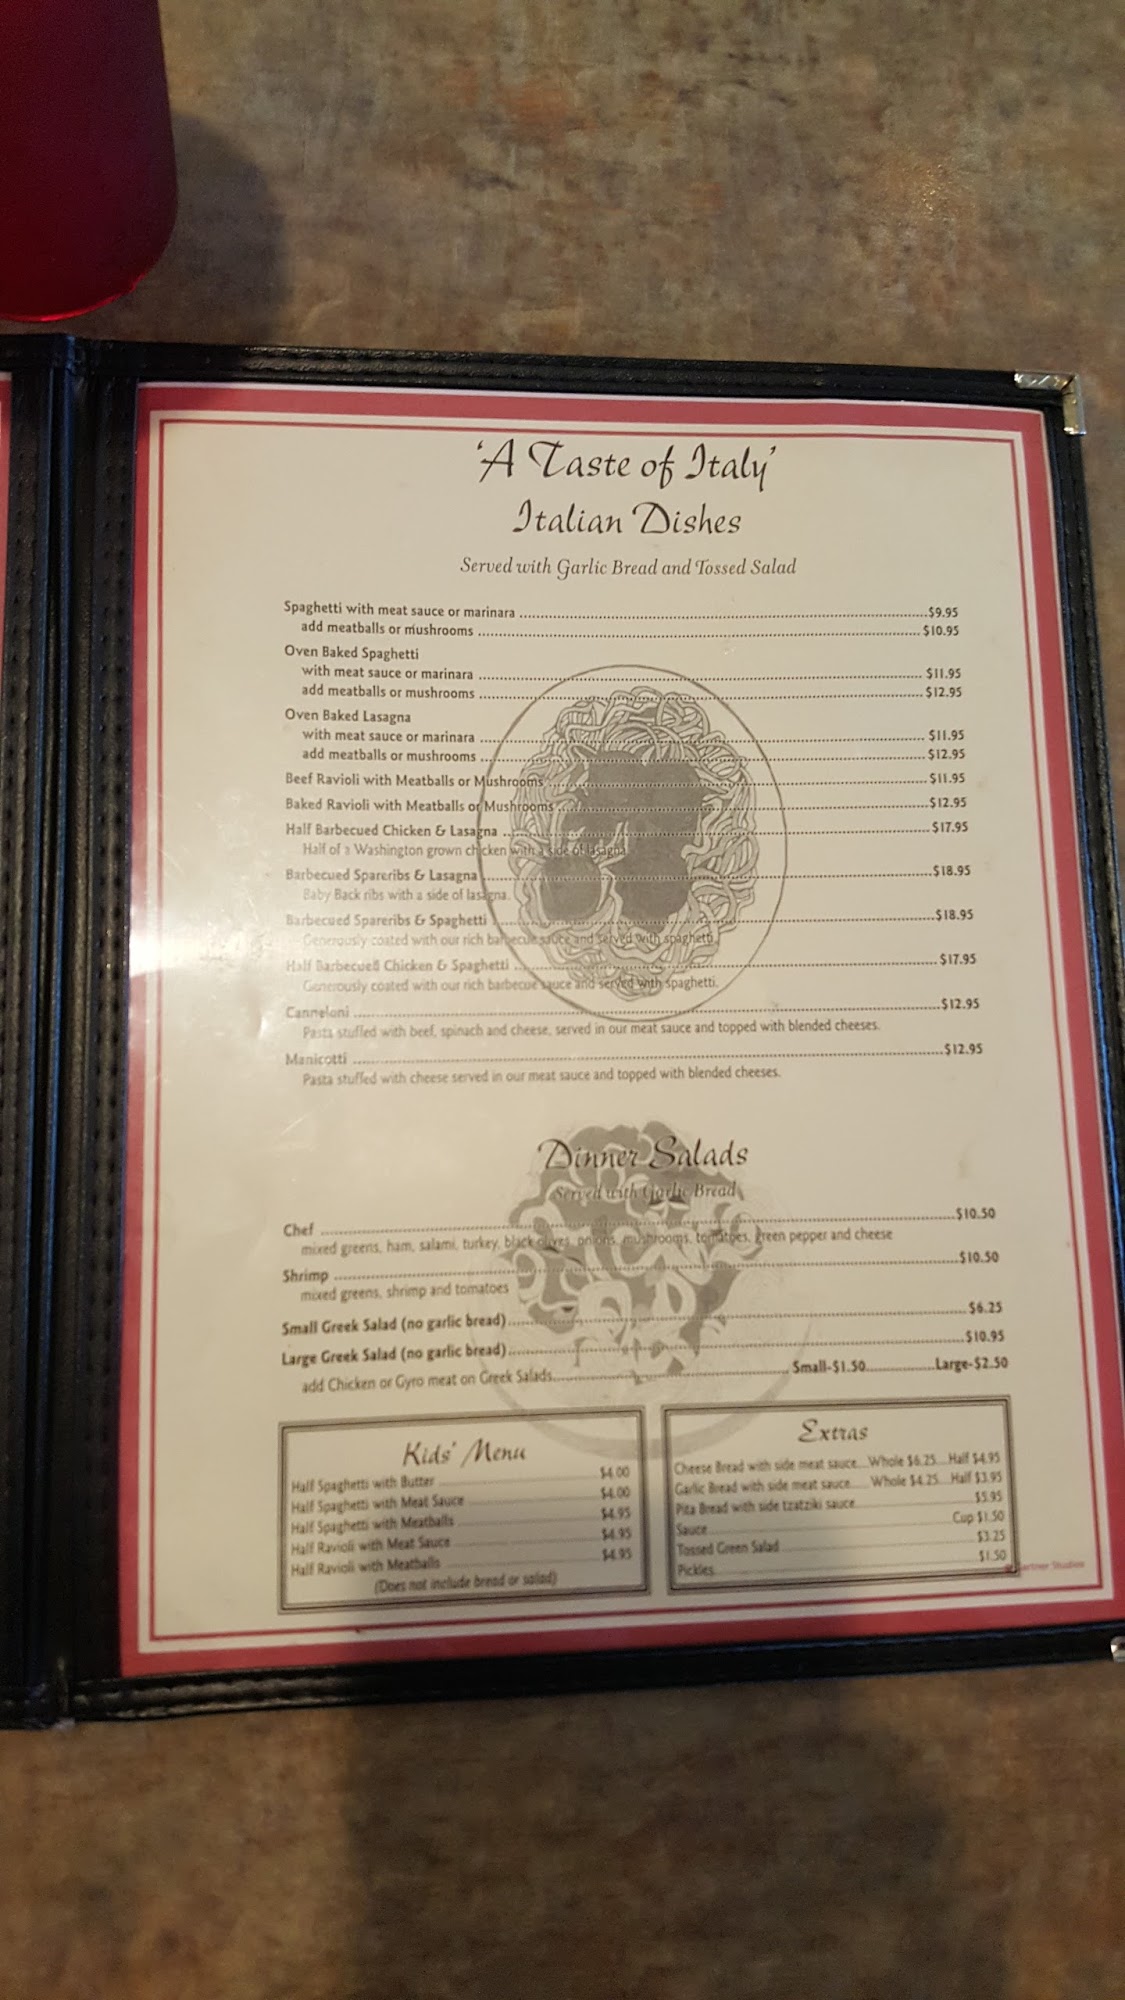 'A Taste of Italy'
Italian Dishes
Served with Garlic Bread and Tossed Salad
Spaghetti with meat sauce or marinara ... $9.95
add meatballs or mushrooms ... $10.95
Oven Baked Spaghetti
with meat sauce or marinara ... $11.95
add meatballs or mushrooms ... $12.95
Oven Baked Lasagna
with meat sauce or marinara ... $11.95
add meatballs or mushrooms ... $12.95
Beef Ravioli with Meatballs or Mushrooms ... $11.95
Baked Ravioli with Meatballs or Mushrooms ... $12.95
Half Barbecued Chicken & Lasagna ... $17.95
Half of a Washington grown chicken with a side of lasagna.
Barbecued Spareribs & Lasagna ... $18.95
Baby Back ribs with a side of lasagna.
Barbecued Spareribs & Spaghetti ... $18.95
Generously coated with our rich barbecue sauce and served with spaghetti.
Half Barbecued Chicken & Spaghetti ... $17.95
Generously coated with our rich barbecue sauce and served with spaghetti.
Canneloni ... $12.95
Pasta stuffed with beef, spinach and cheese, served in our meat sauce and topped with blended cheeses.
Manicotti ... $12.95
Pasta stuffed with cheese served in our meat sauce and topped with blended cheeses.
Dinner Salads
Served with Garlic Bread
Chef ... $10.50
mixed greens, ham, salami, turkey, black olives, onions, mushrooms, tomatoes, green pepper and cheese
Shrimp ... $10.50
mixed greens, shrimp and tomatoes
Small Greek Salad (no garlic bread) ... $6.25
Large Greek Salad (no garlic bread) ... $10.95
add Chicken or Gyro meat on Greek Salads ... Small-$1.50 ... Large-$2.50
Kids' Menu
Half Spaghetti with Butter ... $4.00
Half Spaghetti with Meat Sauce ... $4.00
Half Spaghetti with Meatballs ... $4.95
Half Ravioli with Meat Sauce ... $4.95
Half Ravioli with Meatballs ... $4.95
(Does not include bread or salad)
Extras
Cheese Bread with side meat sauce ... Whole $6.25 ... Half $4.95
Garlic Bread with side meat sauce ... Whole $4.25 ... Half $3.95
Pita Bread with side tzatziki sauce ... $5.95
Sauce ... Cup $1.50
Tossed Green Salad ... $3.25
Pickles ... $1.50
Studios